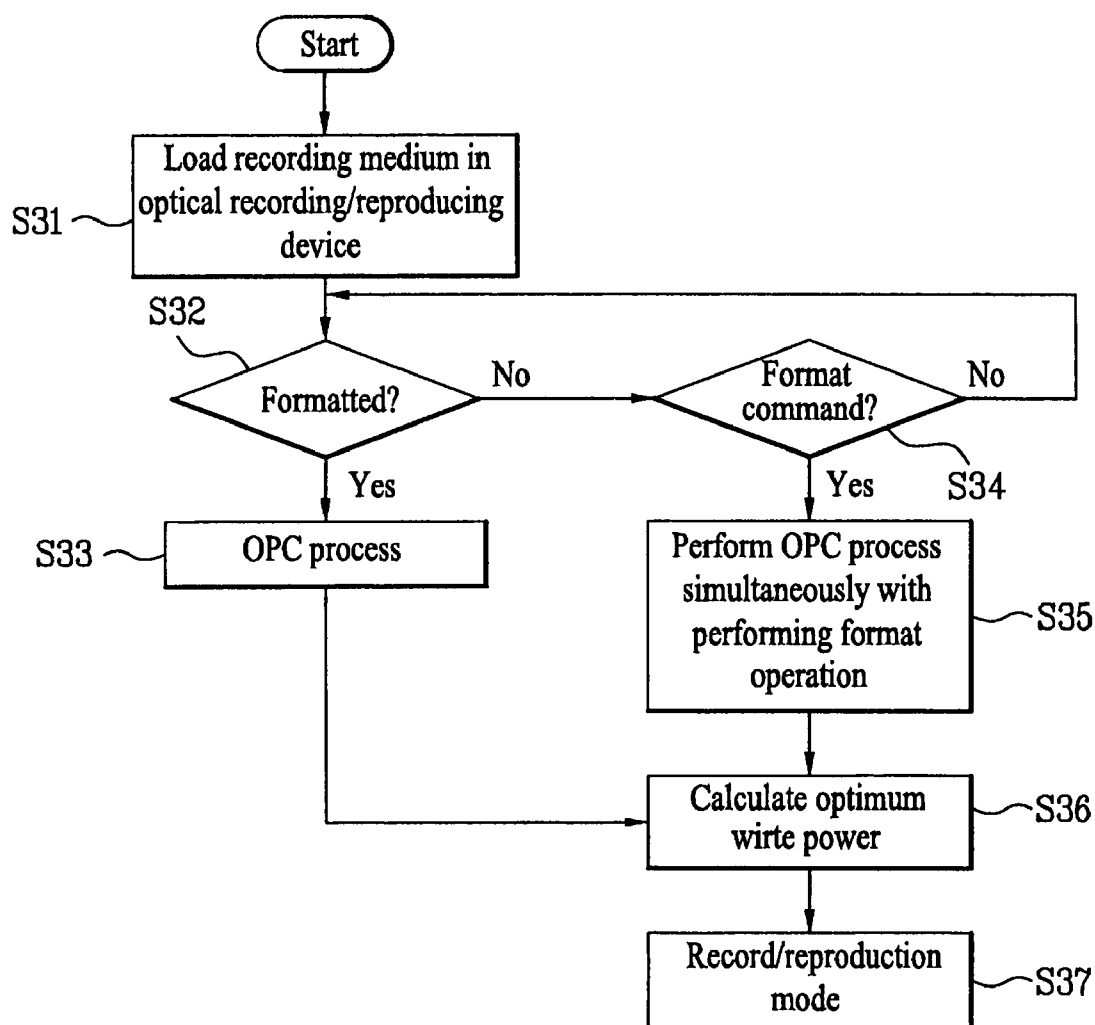 Start
Load recording medium in
optical recording/reproducing
device
S31
S32
Formatted?
No
Format
command?
No
S34
Yes
Yes
S33
OPC process
Perform OPC process
simultaneously with
performing format
operation
S35
Calculate optimum
wirte power
S36
Record/reproduction
mode
S37